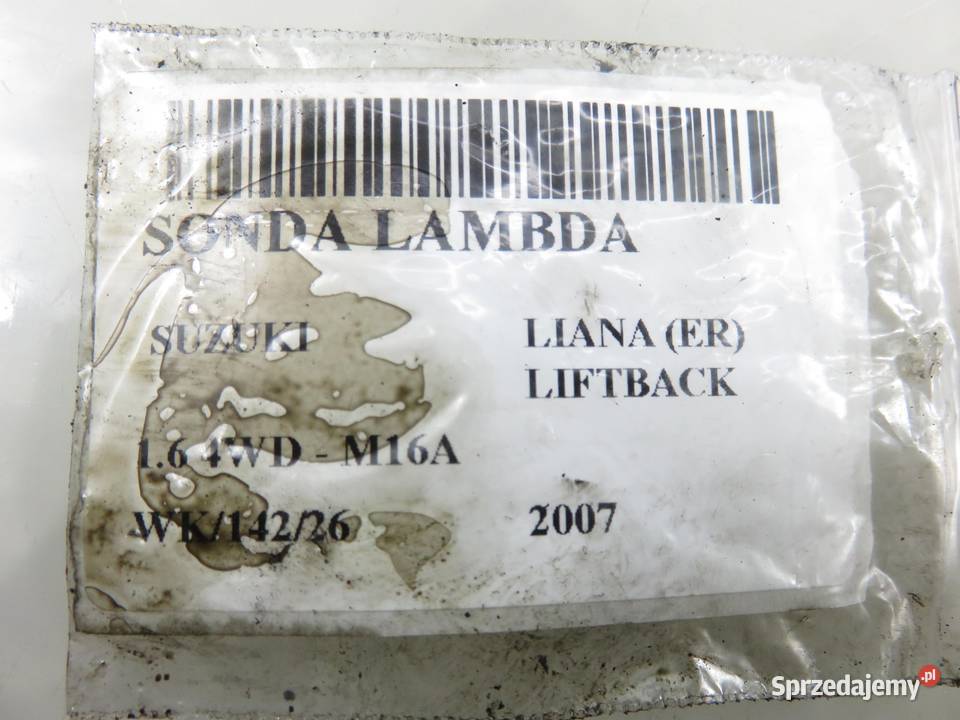 SONDA LAMBDA
SUZUKI LIANA (ER)
LIFTBACK
1.6 4WD - M16A
WK/142/26 2007
Sprzedajemy.pl